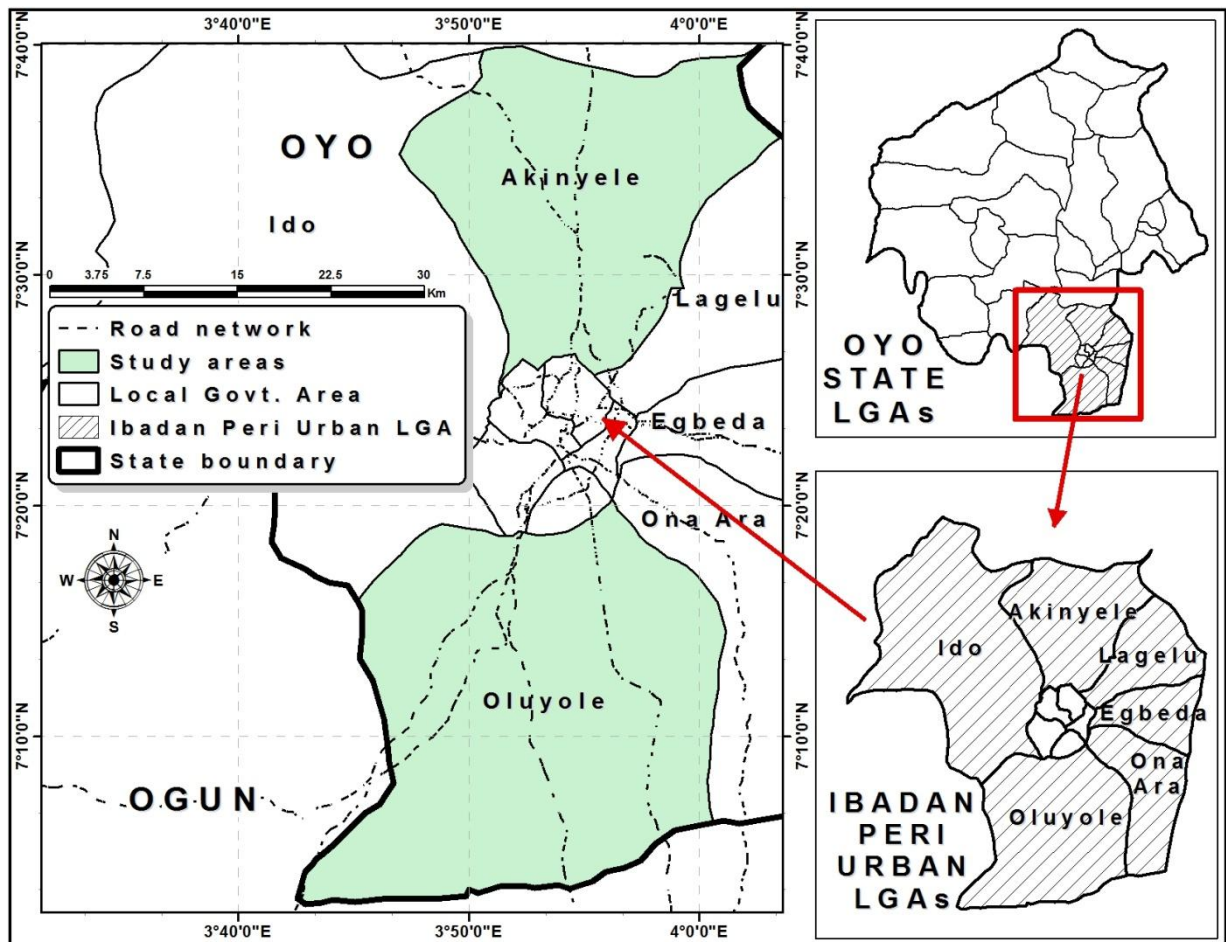 3°40'0"E
3°50'0"E
4°0'0"E
7°40'0"N
7°40'0"N
OYO
Akinyele
Ido
0 3.75 7.5 15 22.5 30
Km
7°30'0"N
7°30'0"N
Lagelu
Road network
Study areas
Local Govt. Area
Ibadan Peri Urban LGA
State boundary
Egbeda
7°20'0"N
7°20'0"N
Ona Ara
N
W
E
S
Oluyole
7°10'0"N
7°10'0"N
OGUN
3°40'0"E
3°50'0"E
4°0'0"E
OYO
STATE
LGAs
Akinyele
Ido
Lagelu
Egbeda
Ona
Ara
Oluyole
IBADAN
PERI
URBAN
LGAs